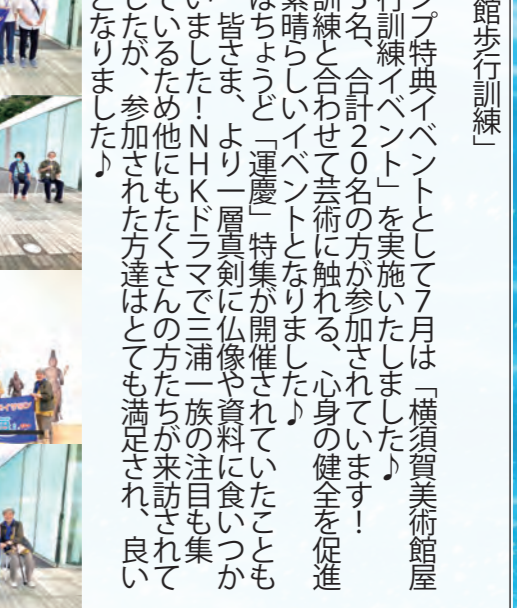 館歩行訓練」
プ特典イベントとして7月は「横須賀美術館屋
行訓練イベント」を実施いたしました♪
名、合計20名の方が参加されています!
訓練と合わせて芸術に触れる、心身の健全を促進
素晴らしいイベントとなりました♪
はちょうど「運慶」特集が開催されていたことも
皆さま、より一層真剣に仏像や資料に食いつか
いました!NHKドラマで三浦一族の注目も集
ているため他にもたくさんの方たちが来訪されて
したが、参加された方達はとても満足され、良い
となりました♪